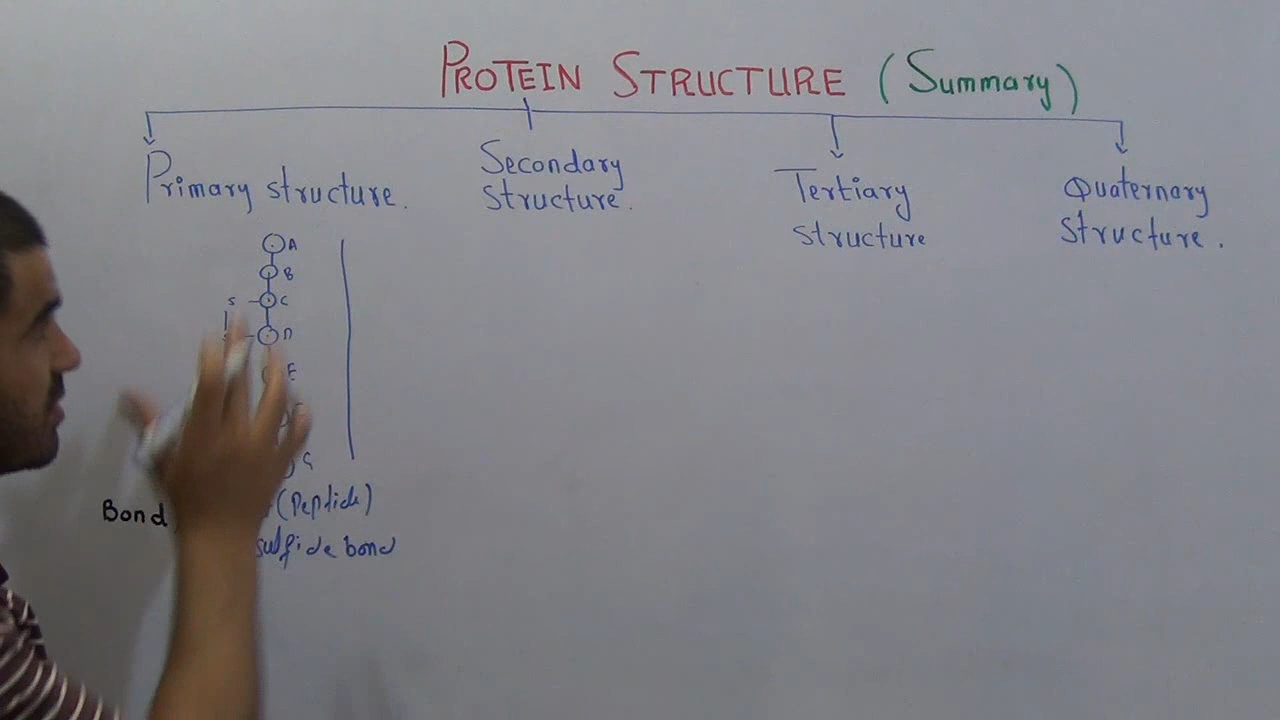 PROTEIN STRUCTURE (Summary)
Primary structure.
Secondary
Structure.
Tertiary
structure
Quaternary
Structure.
A
B
S C
D
E
G
Bond
(Peptide)
sulfide bond